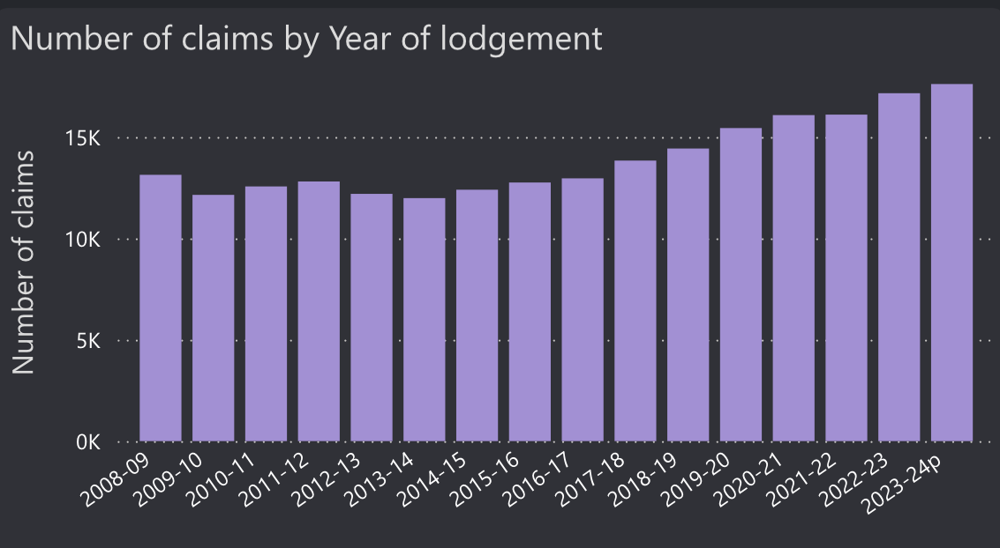 Number of claims by Year of lodgement
Number of claims
15K
10K
5K
0K
2008-09
2009-10
2010-11
2011-12
2012-13
2013-14
2014-15
2015-16
2016-17
2017-18
2018-19
2019-20
2020-21
2021-22
2022-23
2023-24p